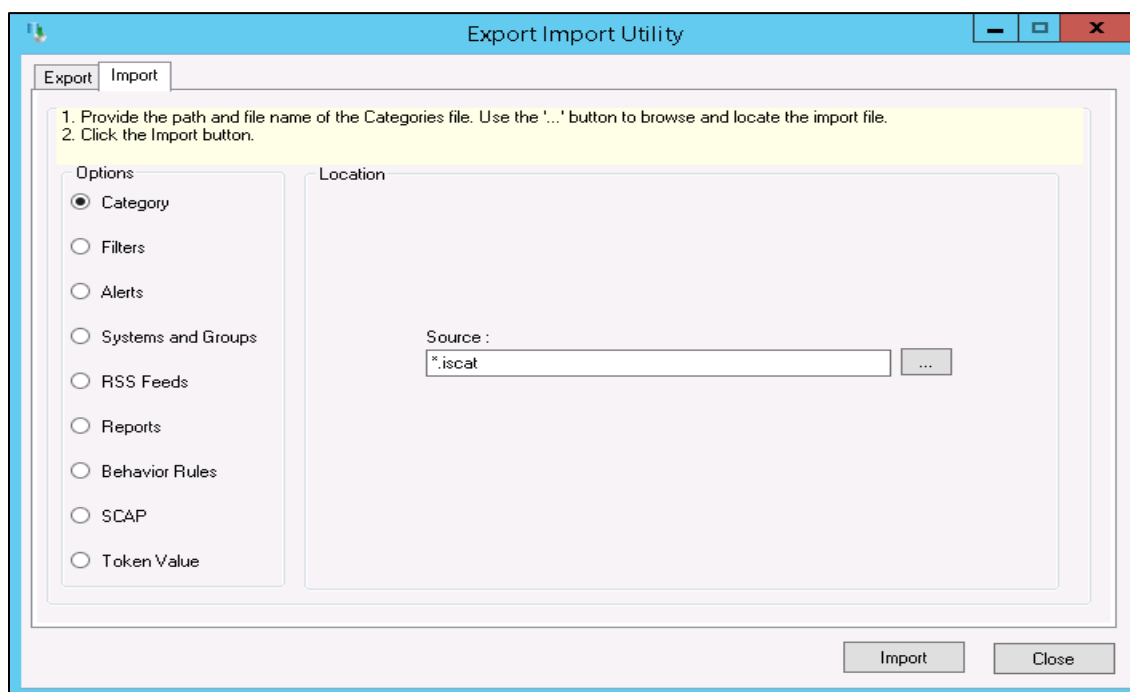 Export Import Utility
Export
Import
1. Provide the path and file name of the Categories file. Use the '...' button to browse and locate the import file.
2. Click the Import button.
Options
Category
Filters
Alerts
Systems and Groups
RSS Feeds
Reports
Behavior Rules
SCAP
Token Value
Location
Source :
*.iscat
...
Import
Close